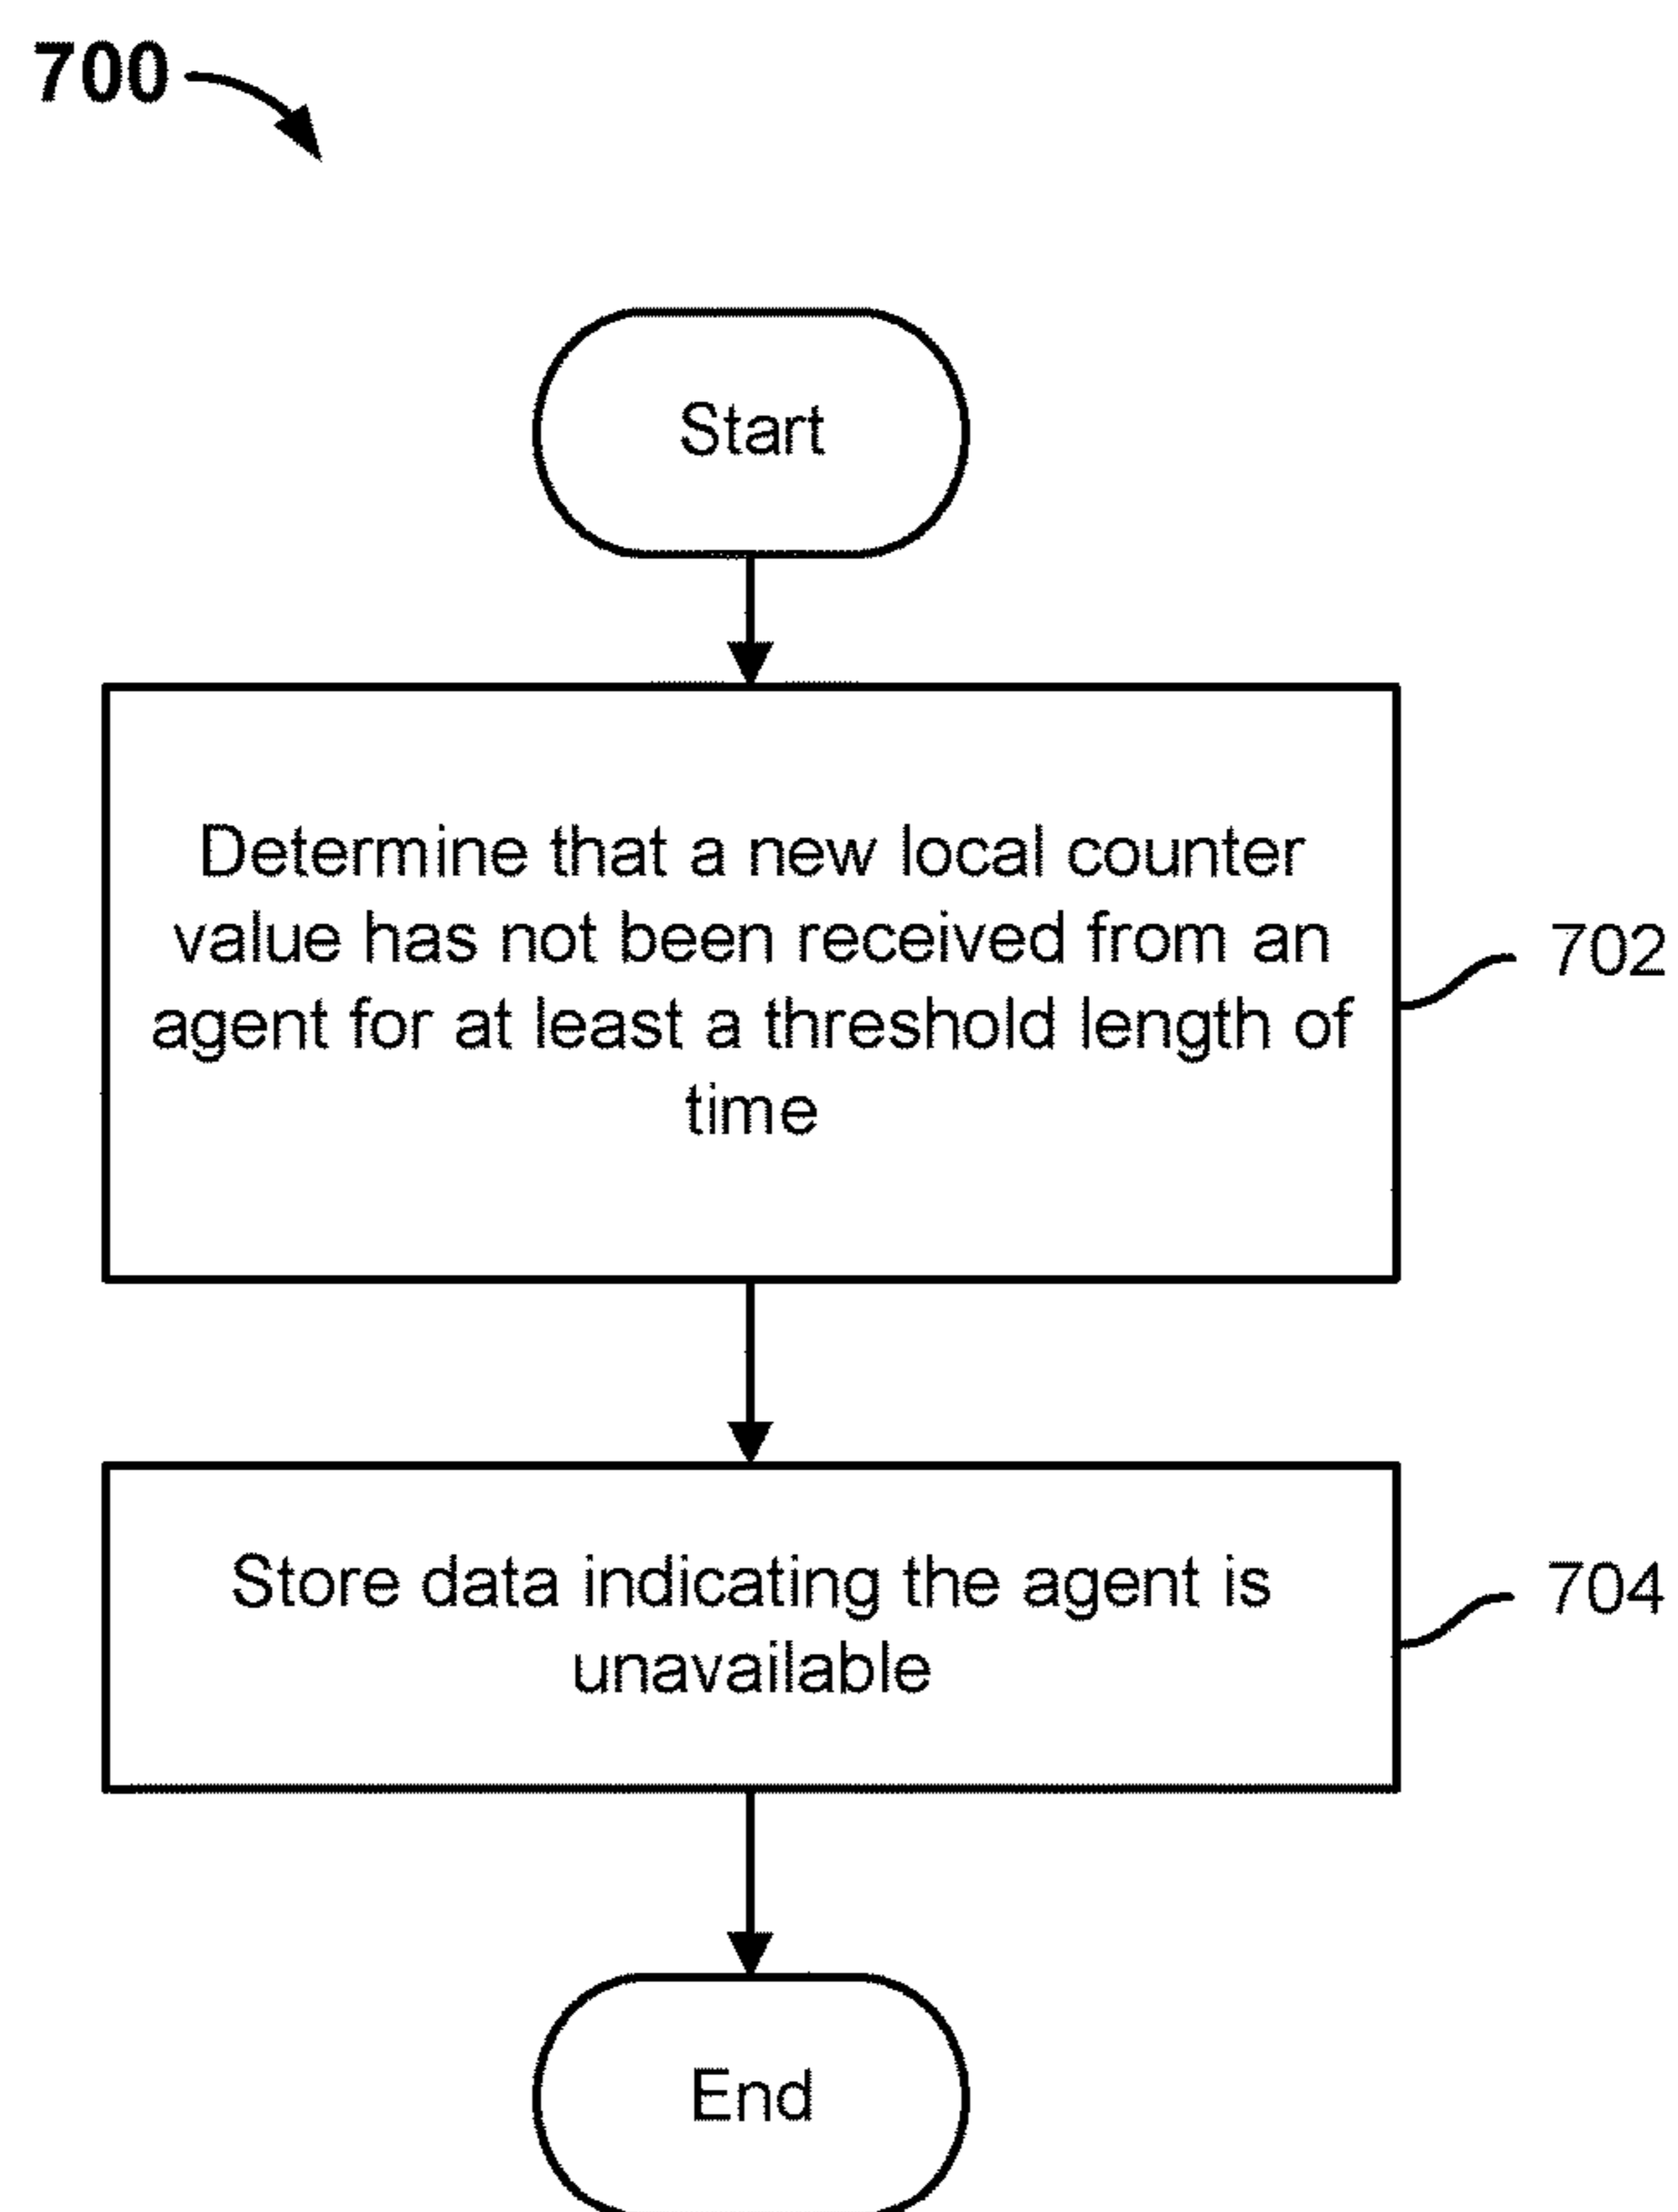 700
Start
Determine that a new local counter
value has not been received from an
agent for at least a threshold length of
time
702
Store data indicating the agent is
unavailable
704
End